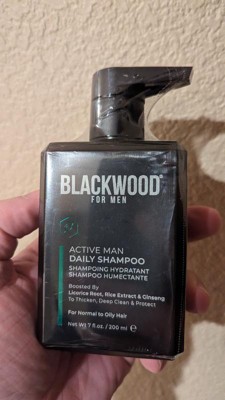 BLACKWOOD®
FOR MEN
ACTIVE MAN
DAILY SHAMPOO
SHAMPOING HYDRATANT
SHAMPOO HUMECTANTE
Boosted By
Licorice Root, Rice Extract & Ginseng
To Thicken, Deep Clean & Protect
For Normal to Oily Hair
Net Wt 7 fl oz. / 200 ml ℮